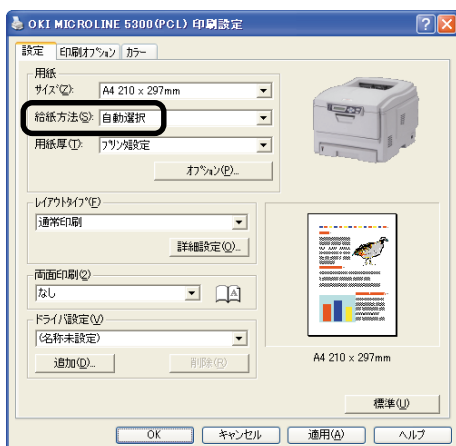 OKI MICROLINE 5300(PCL) 印刷設定
設定 印刷オプション カラー
用紙
サイズ(Z): A4 210 x 297mm
給紙方法(S): 自動選択
用紙厚(T): プリンタ設定
オプション(P)...
レイアウトタイプ(F)
通常印刷
詳細設定(O)...
両面印刷(2)
なし
A
ドライバ設定(V)
(名称未設定)
追加(D)... 削除(R)
A4 210 x 297mm
標準(U)
OK キャンセル 適用(A) ヘルプ